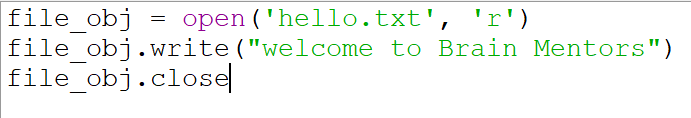 file_obj = open('hello.txt', 'r')
file_obj.write("welcome to Brain Mentors")
file_obj.close